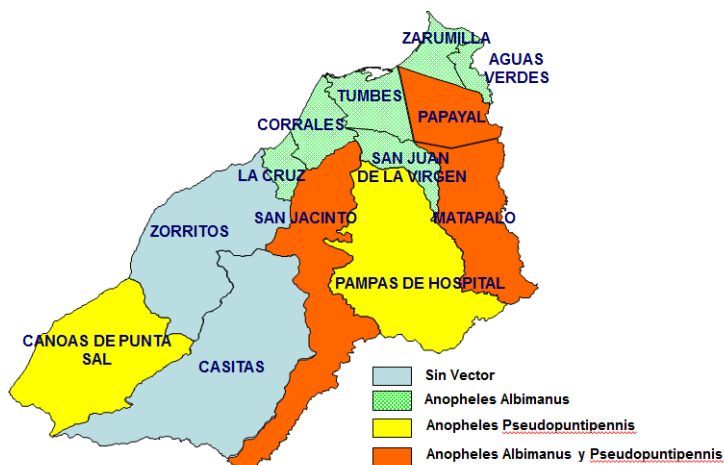 ZARUMILLA
AGUAS
VERDES
TUMBES
PAPAYAL
CORRALES
SAN JUAN
DE LA VIRGEN
LA CRUZ
SAN JACINTO
MATAPALO
ZORRITOS
PAMPAS DE HOSPITAL
CANOAS DE PUNTA
SAL
CASITAS
Sin Vector
Anopheles Albimanus
Anopheles Pseudopuntipennis
Anopheles Albimanus y Pseudopuntipennis